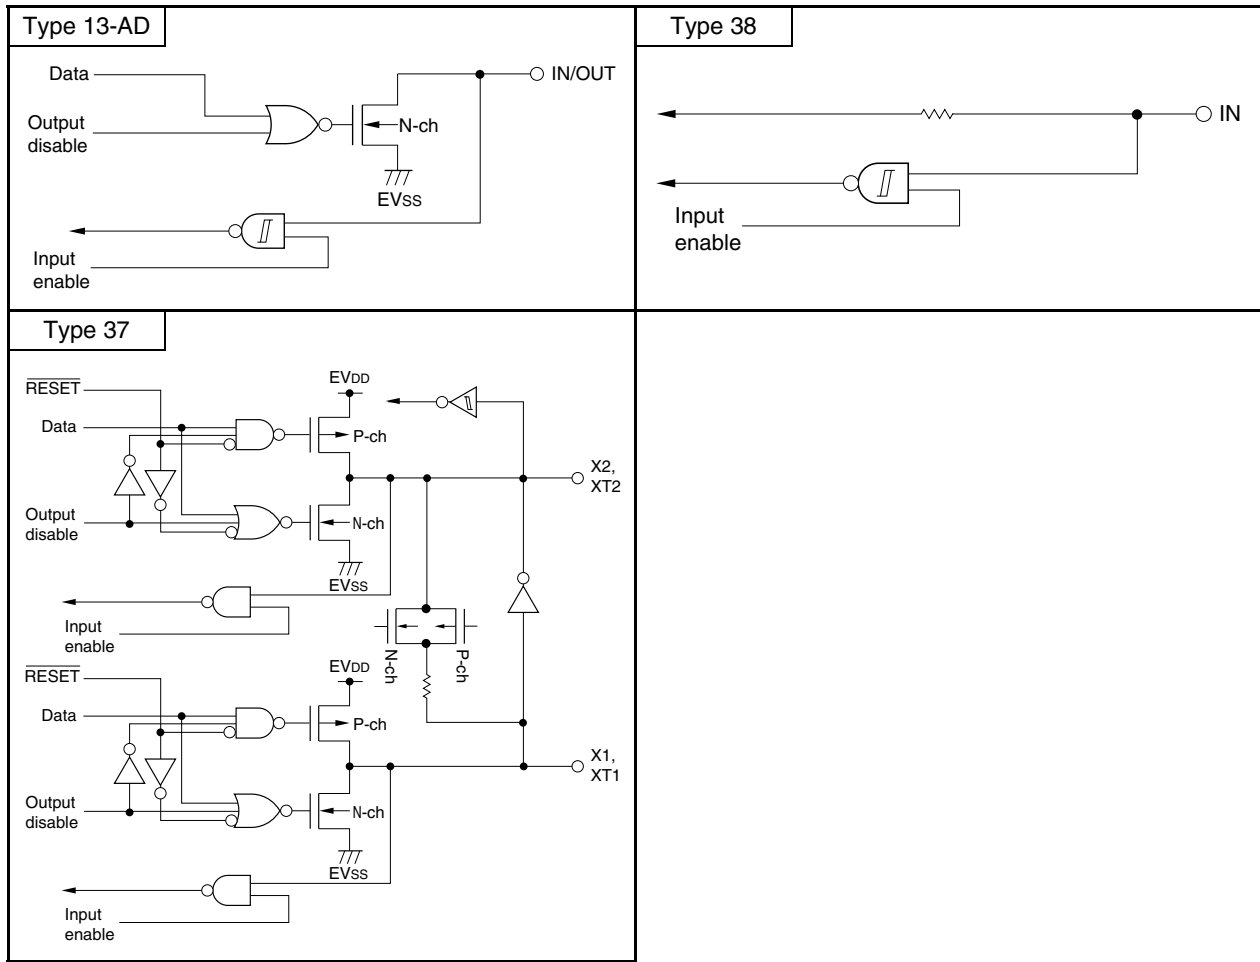 Type 13-AD
Data
IN/OUT
Output
disable
N-ch
EVSS
Input
enable
Type 38
IN
Input
enable
Type 37
RESET
EVDD
Data
P-ch
X2,
XT2
Output
disable
N-ch
EVSS
Input
enable
N-ch
P-ch
RESET
EVDD
Data
P-ch
X1,
XT1
Output
disable
N-ch
EVSS
Input
enable